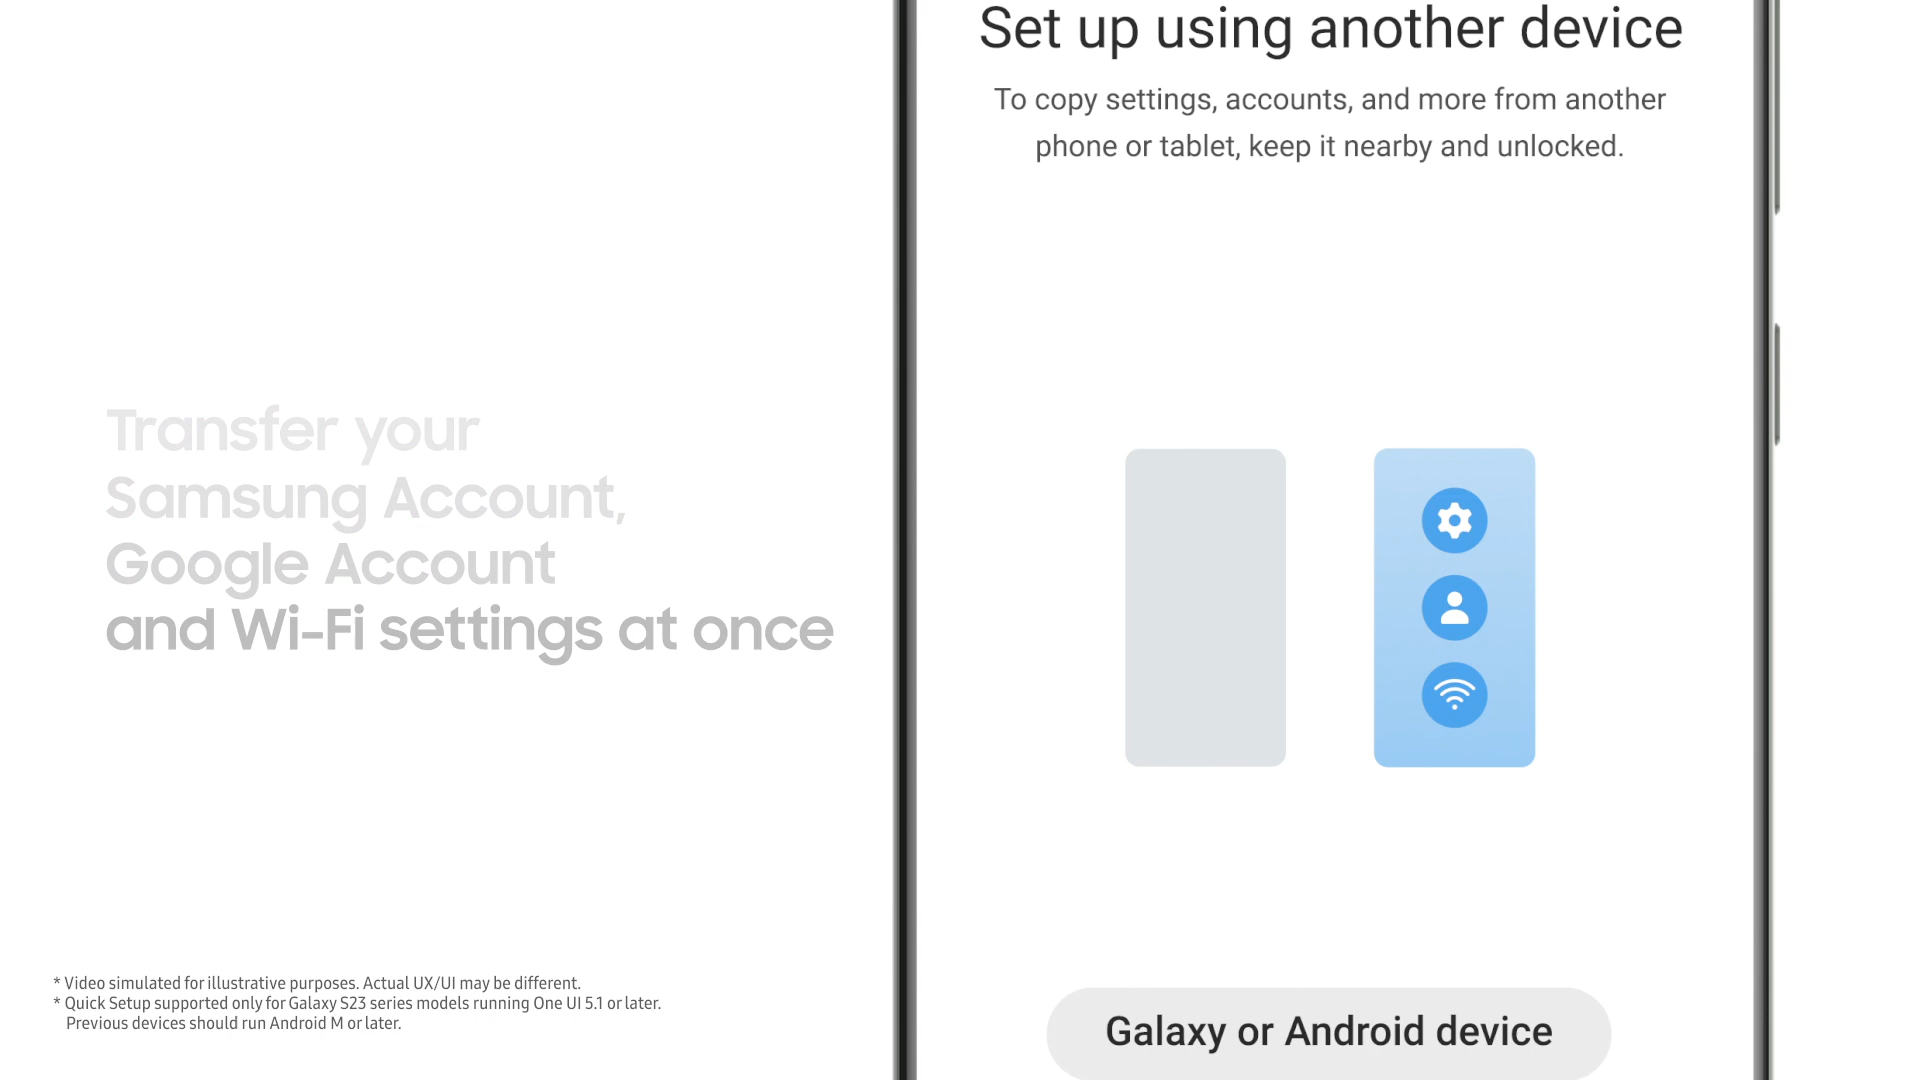 Transfer your
Samsung Account,
Google Account
and Wi-Fi settings at once
* Video simulated for illustrative purposes. Actual UX/UI may be different.
* Quick Setup supported only for Galaxy S23 series models running One UI 5.1 or later.
Previous devices should run Android M or later.
Set up using another device
To copy settings, accounts, and more from another
phone or tablet, keep it nearby and unlocked.
Galaxy or Android device